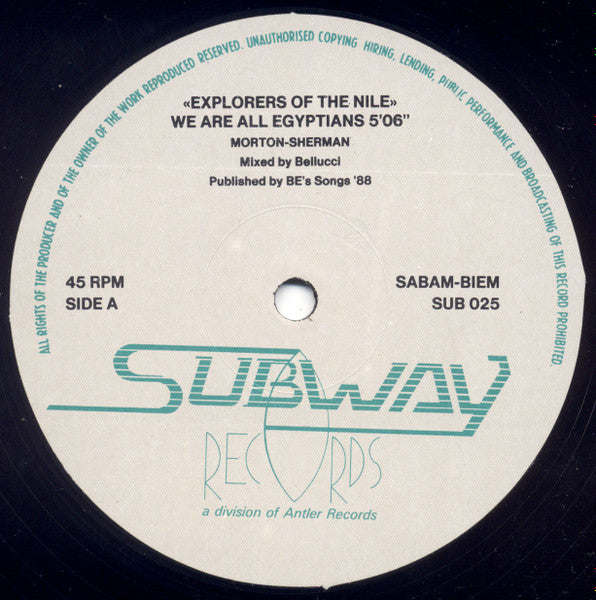 ALL RIGHTS OF THE PRODUCER AND OF THE OWNER OF THE WORK REPRODUCED RESERVED. UNAUTHORISED COPYING HIRING, LENDING, PUBLIC PERFORMANCE AND BROADCASTING OF THIS RECORD PROHIBITED.
«EXPLORERS OF THE NILE»
WE ARE ALL EGYPTIANS 5'06"
MORTON-SHERMAN
Mixed by Bellucci
Published by BE's Songs '88
45 RPM
SIDE A
SABAM-BIEM
SUB 025
SUBWAY
RECORDS
a division of Antler Records